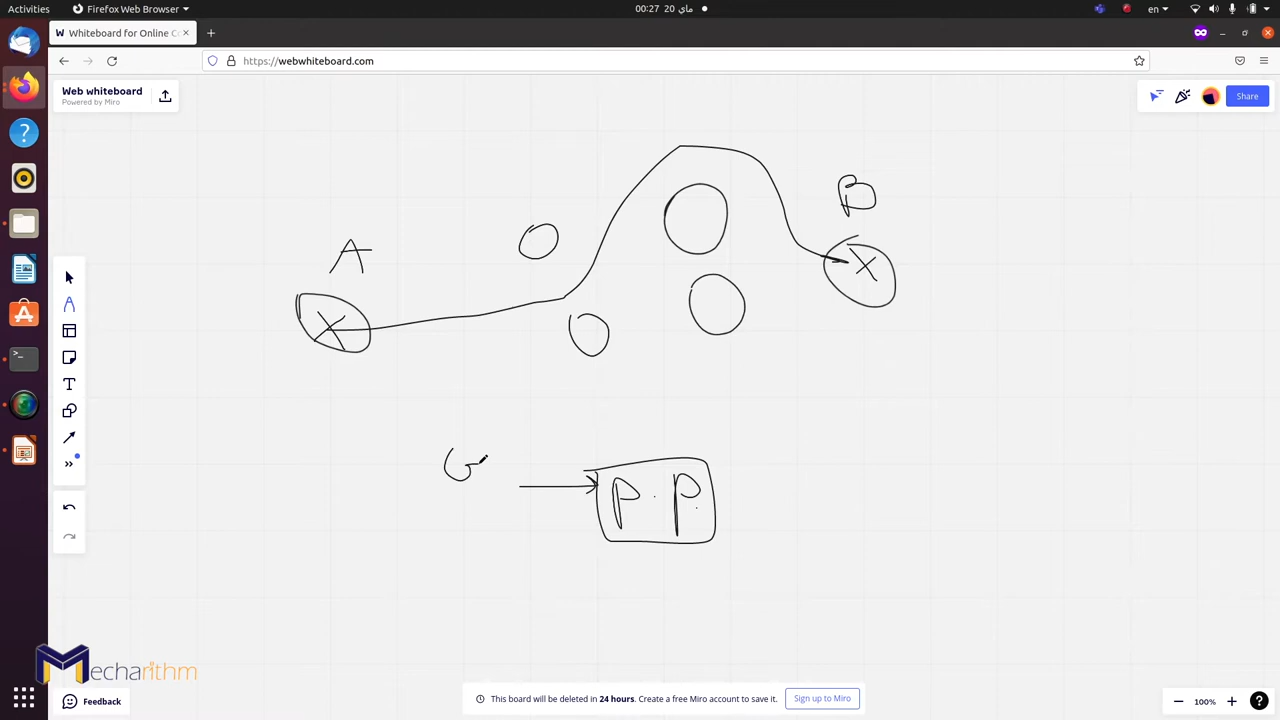 Activities
Firefox Web Browser
00:27 20 مای
en
Whiteboard for Online Co
https://webwhiteboard.com
Web whiteboard
Powered by Miro
Share
A
B
G
P.P.
Mecharithm
Feedback
This board will be deleted in 24 hours. Create a free Miro account to save it.
Sign up to Miro
100%